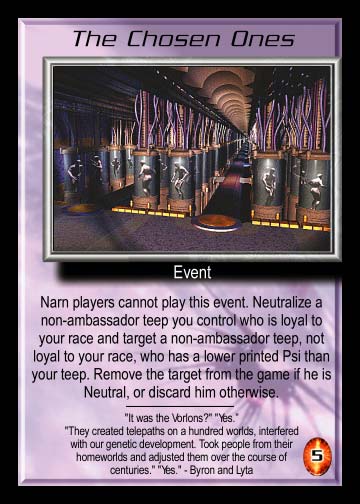 The Chosen Ones
Event
Narn players cannot play this event. Neutralize a
non-ambassador teep you control who is loyal to
your race and target a non-ambassador teep, not
loyal to your race, who has a lower printed Psi than
your teep. Remove the target from the game if he is
Neutral, or discard him otherwise.
"It was the Vorlons?" "Yes."
"They created telepaths on a hundred worlds, interfered
with our genetic development. Took people from their
homeworlds and adjusted them over the course of
centuries." "Yes." - Byron and Lyta
5